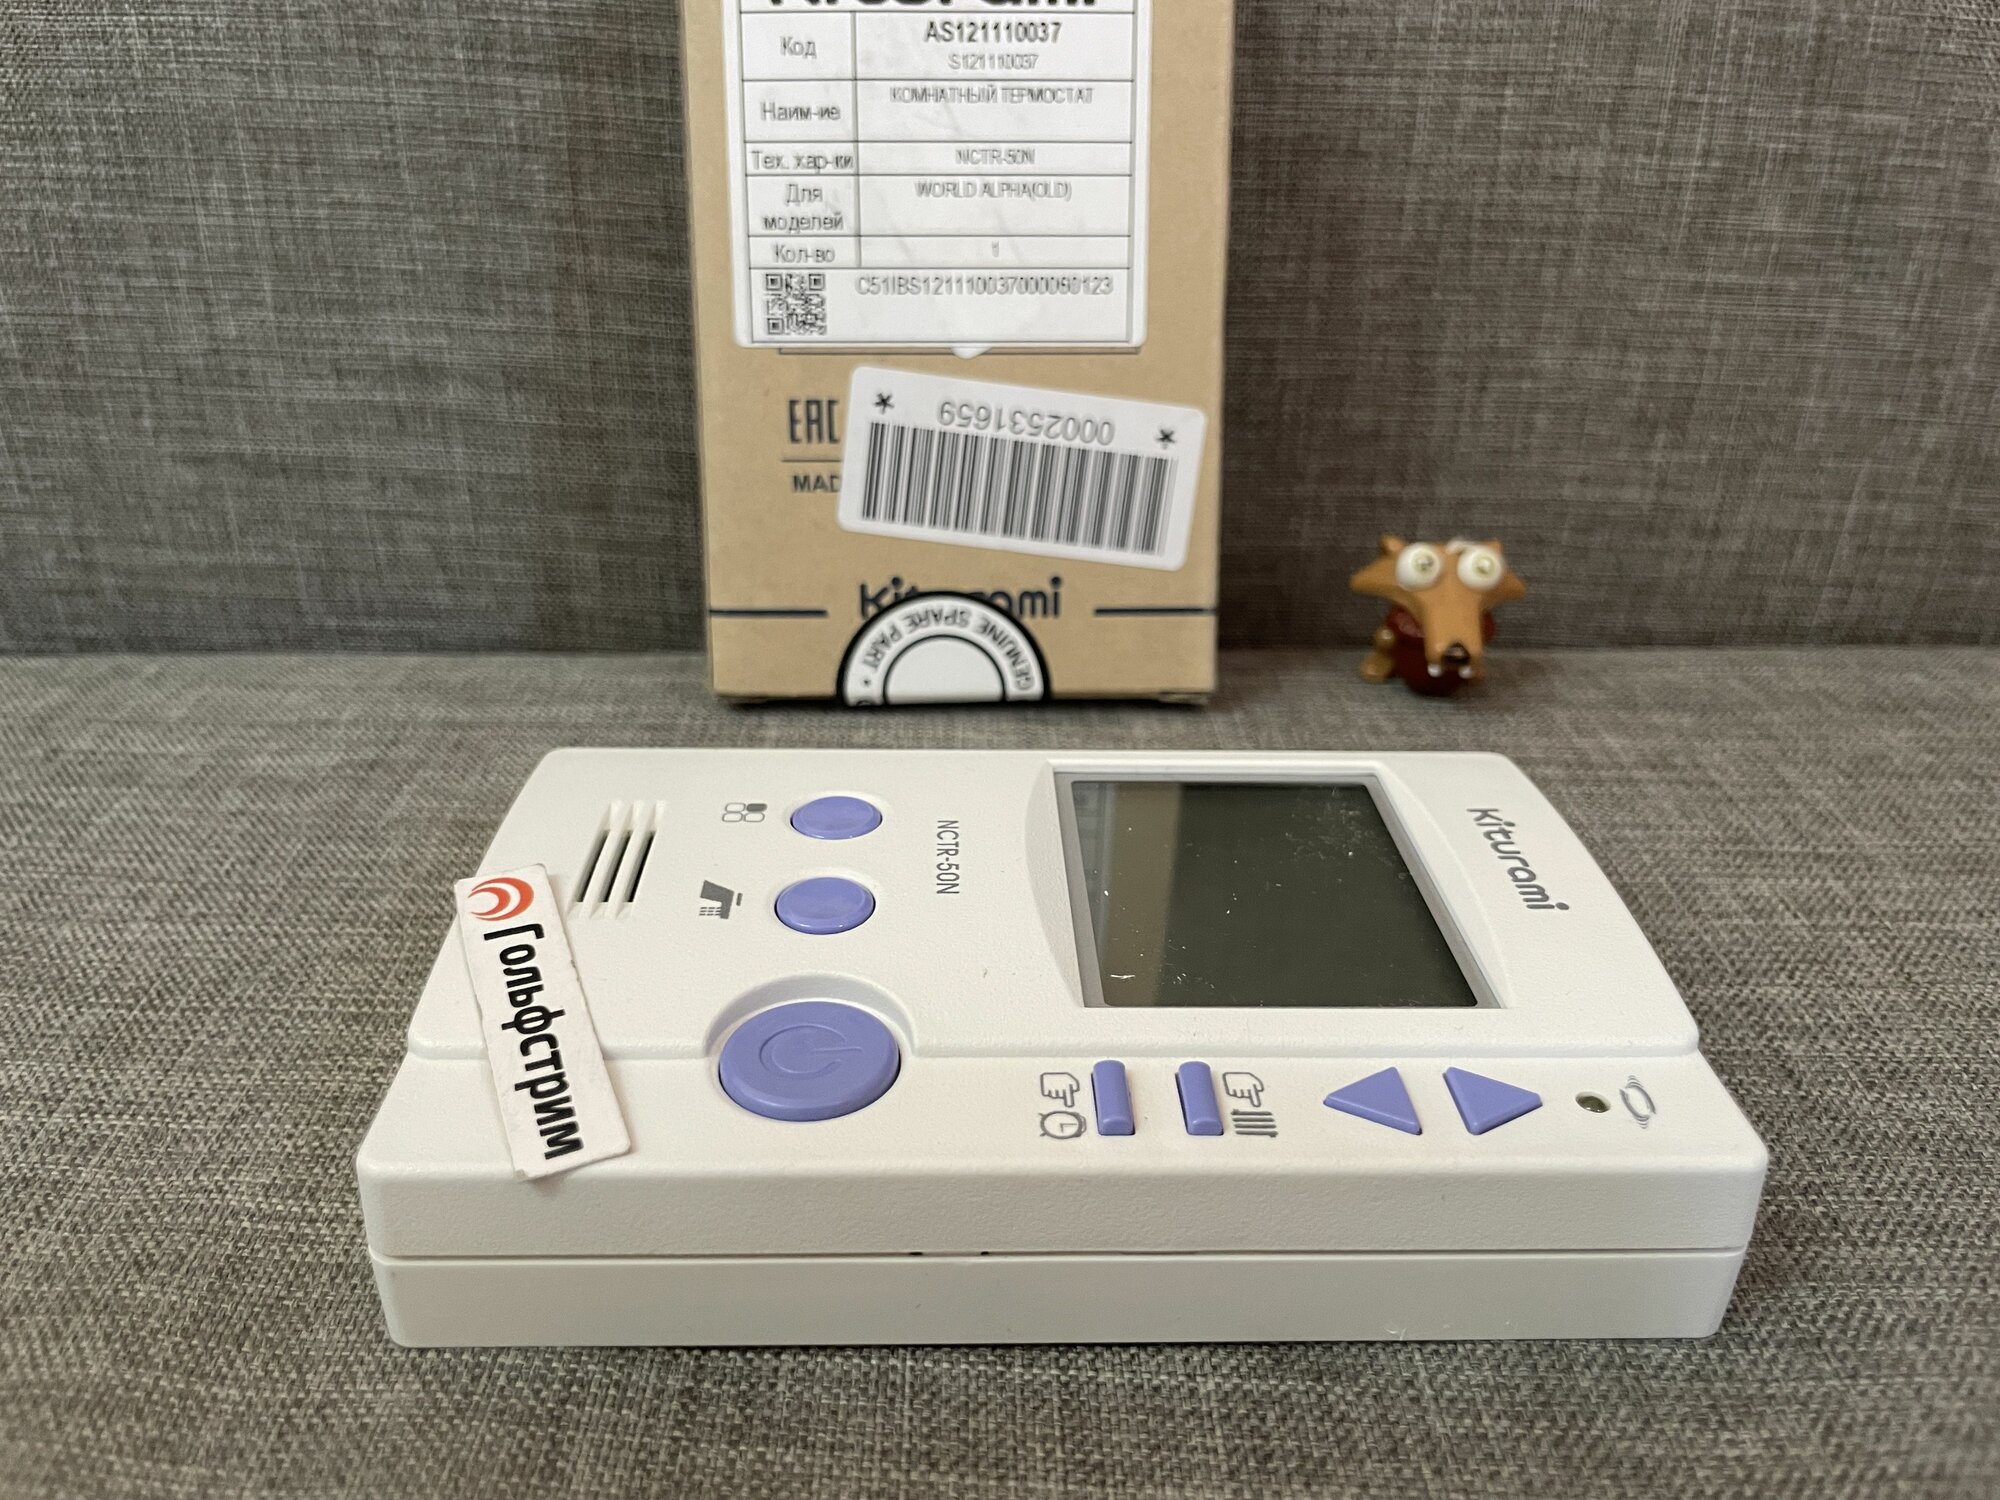 Код
AS121110037
S121110037
Наим-ие
КОМНАТНЫЙ ТЕРМОСТАТ
Тех. хар-ки
NCTR-50N
Для моделей
WORLD ALPHA(OLD)
Кол-во
1
C51IBS121110037000060123
EAC
* 0002531659 *
Kiturami
GENUINE SPARE PART •
NCTR-50N
Kiturami
Гольфстрим